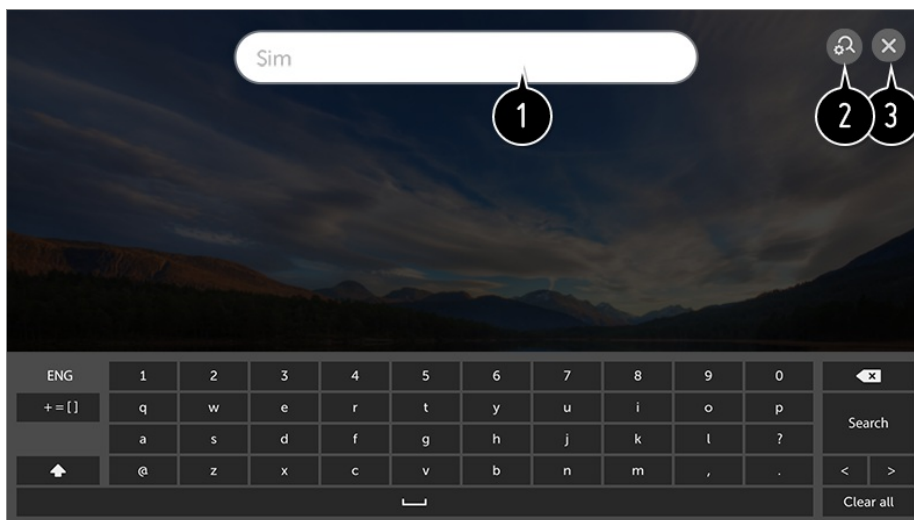 Sim
1
2
3
ENG 1 2 3 4 5 6 7 8 9 0
+=[] q w e r t y u i o p
Search
a s d f g h j k l ?
@ z x c v b n m , . < >
Clear all